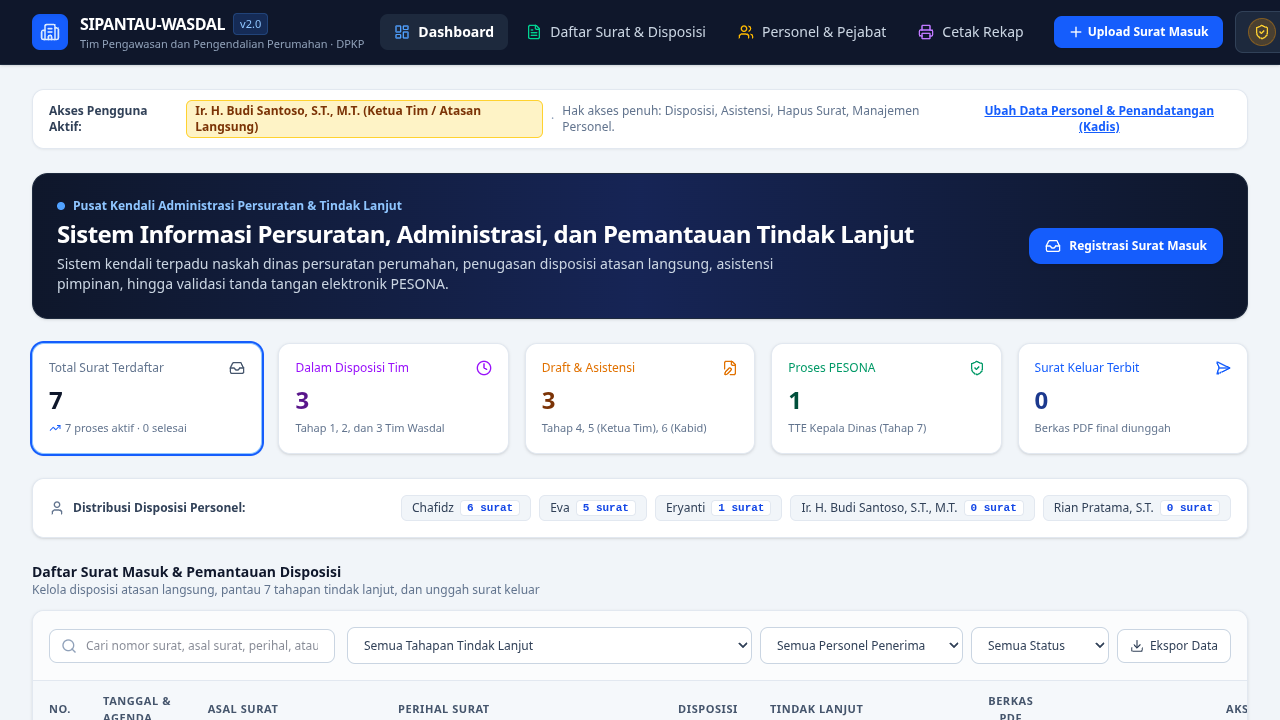 SIPANTAU-WASDAL v2.0
Tim Pengawasan dan Pengendalian Perumahan · DPKP
Dashboard
Daftar Surat & Disposisi
Personel & Pejabat
Cetak Rekap
Upload Surat Masuk
Akses Pengguna
Aktif:
Ir. H. Budi Santoso, S.T., M.T. (Ketua Tim / Atasan
Langsung)
·
Hak akses penuh: Disposisi, Asistensi, Hapus Surat, Manajemen
Personel.
Ubah Data Personel & Penandatangan
(Kadis)
Pusat Kendali Administrasi Persuratan & Tindak Lanjut
Sistem Informasi Persuratan, Administrasi, dan Pemantauan Tindak Lanjut
Sistem kendali terpadu naskah dinas persuratan perumahan, penugasan disposisi atasan langsung, asistensi
pimpinan, hingga validasi tanda tangan elektronik PESONA.
Registrasi Surat Masuk
Total Surat Terdaftar
7
7 proses aktif · 0 selesai
Dalam Disposisi Tim
3
Tahap 1, 2, dan 3 Tim Wasdal
Draft & Asistensi
3
Tahap 4, 5 (Ketua Tim), 6 (Kabid)
Proses PESONA
1
TTE Kepala Dinas (Tahap 7)
Surat Keluar Terbit
0
Berkas PDF final diunggah
Distribusi Disposisi Personel:
Chafidz 6 surat
Eva 5 surat
Eryanti 1 surat
Ir. H. Budi Santoso, S.T., M.T. 0 surat
Rian Pratama, S.T. 0 surat
Daftar Surat Masuk & Pemantauan Disposisi
Kelola disposisi atasan langsung, pantau 7 tahapan tindak lanjut, dan unggah surat keluar
Cari nomor surat, asal surat, perihal, atau
Semua Tahapan Tindak Lanjut
Semua Personel Penerima
Semua Status
Ekspor Data
NO.
TANGGAL &
AGENDA
ASAL SURAT
PERIHAL SURAT
DISPOSISI
TINDAK LANJUT
BERKAS
PDF
AKS